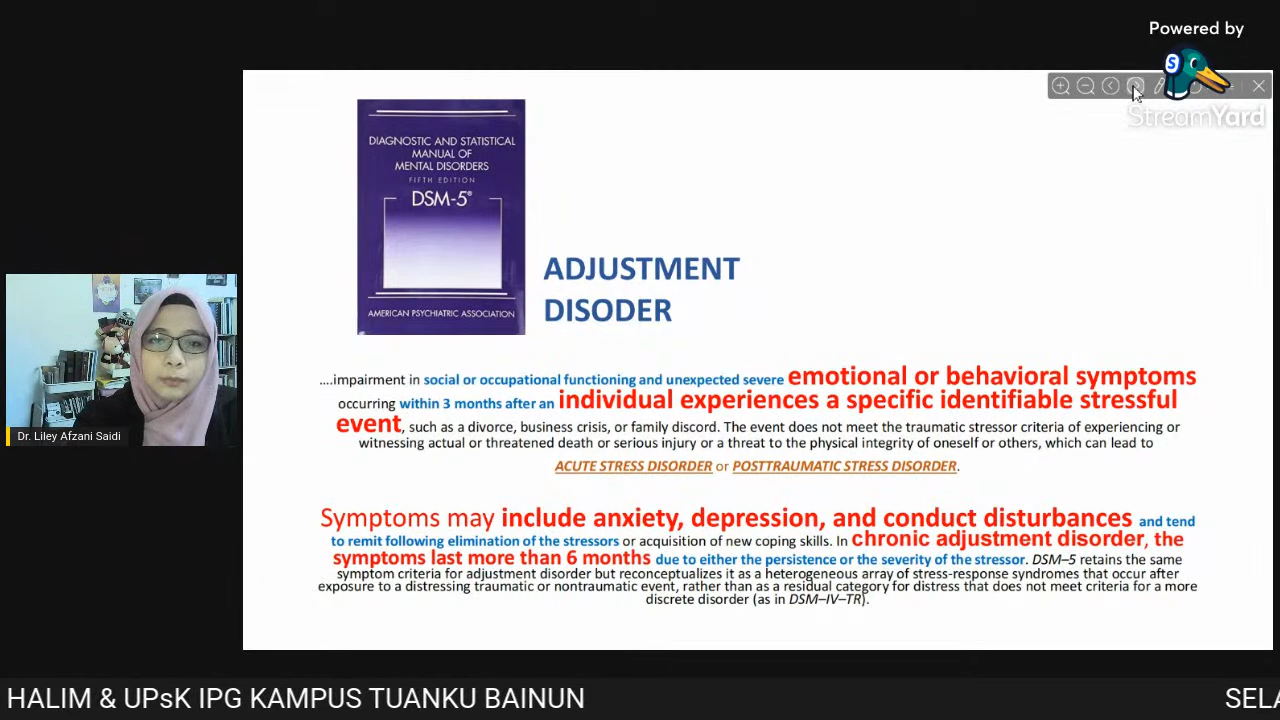 Powered by
S
StreamYard
DIAGNOSTIC AND STATISTICAL
MANUAL OF
MENTAL DISORDERS
FIFTH EDITION
DSM-5®
AMERICAN PSYCHIATRIC ASSOCIATION
ADJUSTMENT
DISODER
....impairment in social or occupational functioning and unexpected severe emotional or behavioral symptoms
occurring within 3 months after an individual experiences a specific identifiable stressful
event, such as a divorce, business crisis, or family discord. The event does not meet the traumatic stressor criteria of experiencing or
witnessing actual or threatened death or serious injury or a threat to the physical integrity of oneself or others, which can lead to
ACUTE STRESS DISORDER or POSTTRAUMATIC STRESS DISORDER.
Symptoms may include anxiety, depression, and conduct disturbances and tend
to remit following elimination of the stressors or acquisition of new coping skills. In chronic adjustment disorder, the
symptoms last more than 6 months due to either the persistence or the severity of the stressor. DSM–5 retains the same
symptom criteria for adjustment disorder but reconceptualizes it as a heterogeneous array of stress-response syndromes that occur after
exposure to a distressing traumatic or nontraumatic event, rather than as a residual category for distress that does not meet criteria for a more
discrete disorder (as in DSM–IV–TR).
Dr. Liley Afzani Saidi
HALIM & UPsK IPG KAMPUS TUANKU BAINUN
SELA